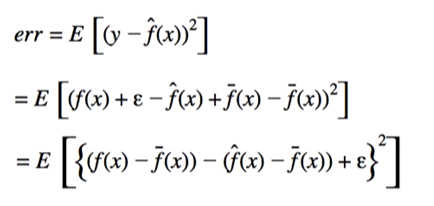 err = E [(y − f̂(x))²]
= E [(f(x) + ε − f̂(x) + f̄(x) − f̄(x))²]
= E [{(f(x) − f̄(x)) − (f̂(x) − f̄(x)) + ε}²]